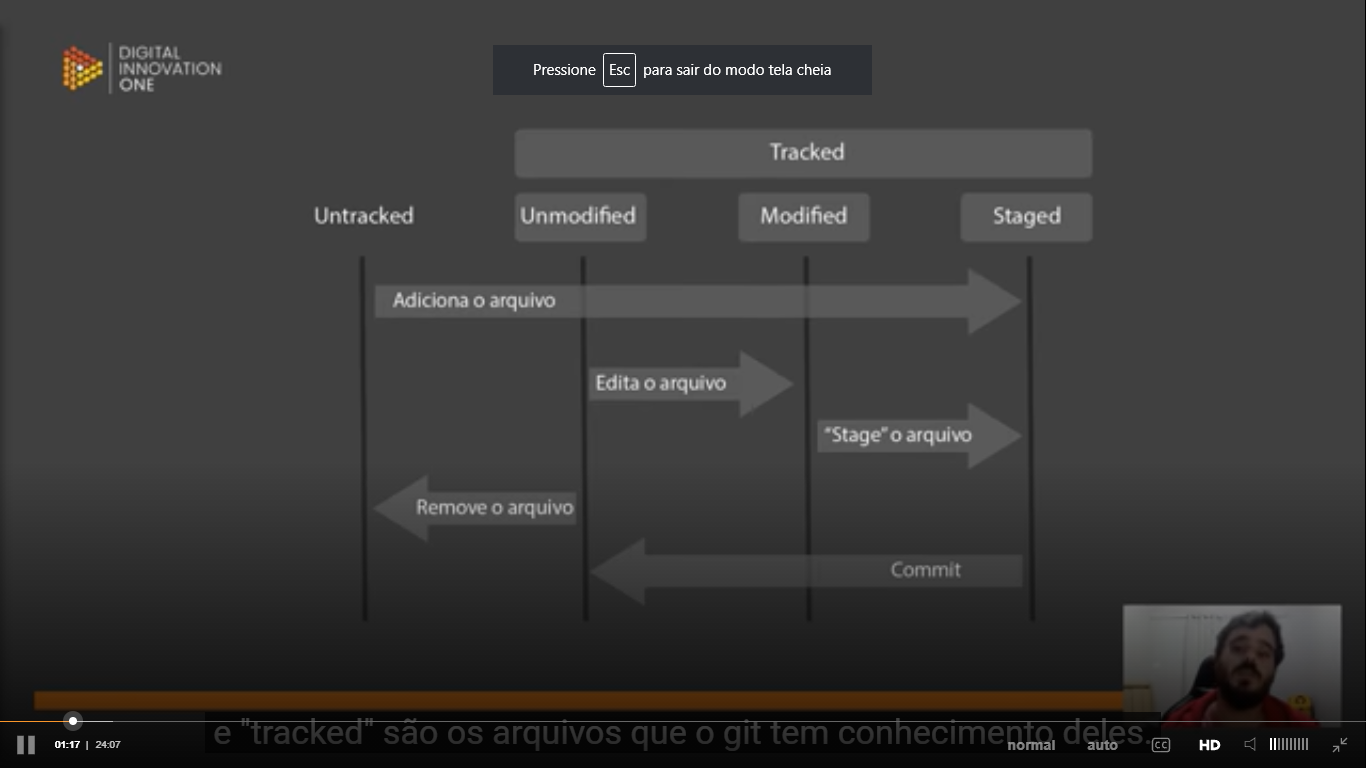 DIGITAL
INNOVATION
ONE
Pressione Esc para sair do modo tela cheia
Tracked
Untracked Unmodified Modified Staged
Adiciona o arquivo
Edita o arquivo
“Stage” o arquivo
Remove o arquivo
Commit
e "tracked" são os arquivos que o git tem conhecimento deles.
01:17 | 24:07 normal auto CC HD